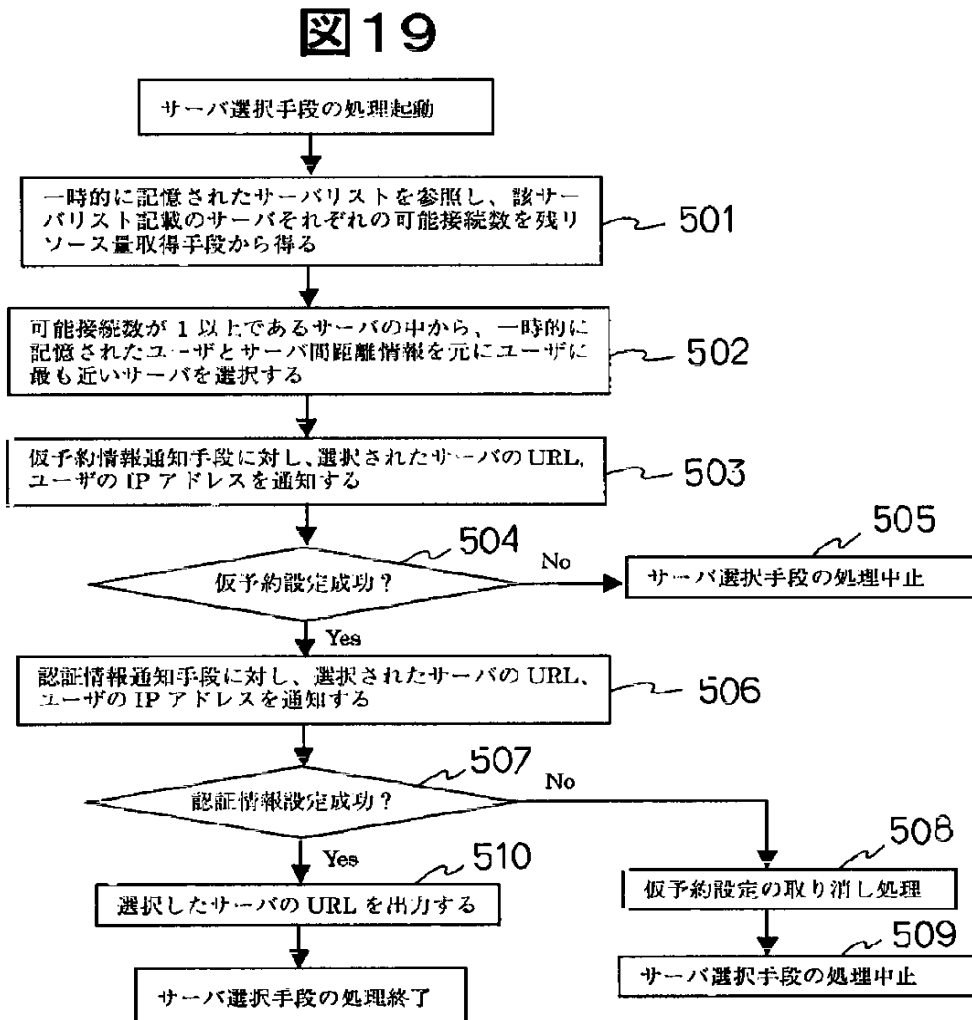 図19
サーバ選択手段の処理起動
一時的に記憶されたサーバリストを参照し、該サー
バリスト記載のサーバそれぞれの可能接続数を残リ
ソース量取得手段から得る
501
可能接続数が 1 以上であるサーバの中から、一時的に
記憶されたユーザとサーバ間距離情報を元にユーザに
最も近いサーバを選択する
502
仮予約情報通知手段に対し、選択されたサーバの URL,
ユーザの IP アドレスを通知する
503
504
仮予約設定成功？
No
505
サーバ選択手段の処理中止
Yes
認証情報通知手段に対し、選択されたサーバの URL、
ユーザの IP アドレスを通知する
506
507
認証情報設定成功？
No
Yes
510
選択したサーバの URL を出力する
508
仮予約設定の取り消し処理
509
サーバ選択手段の処理中止
サーバ選択手段の処理終了